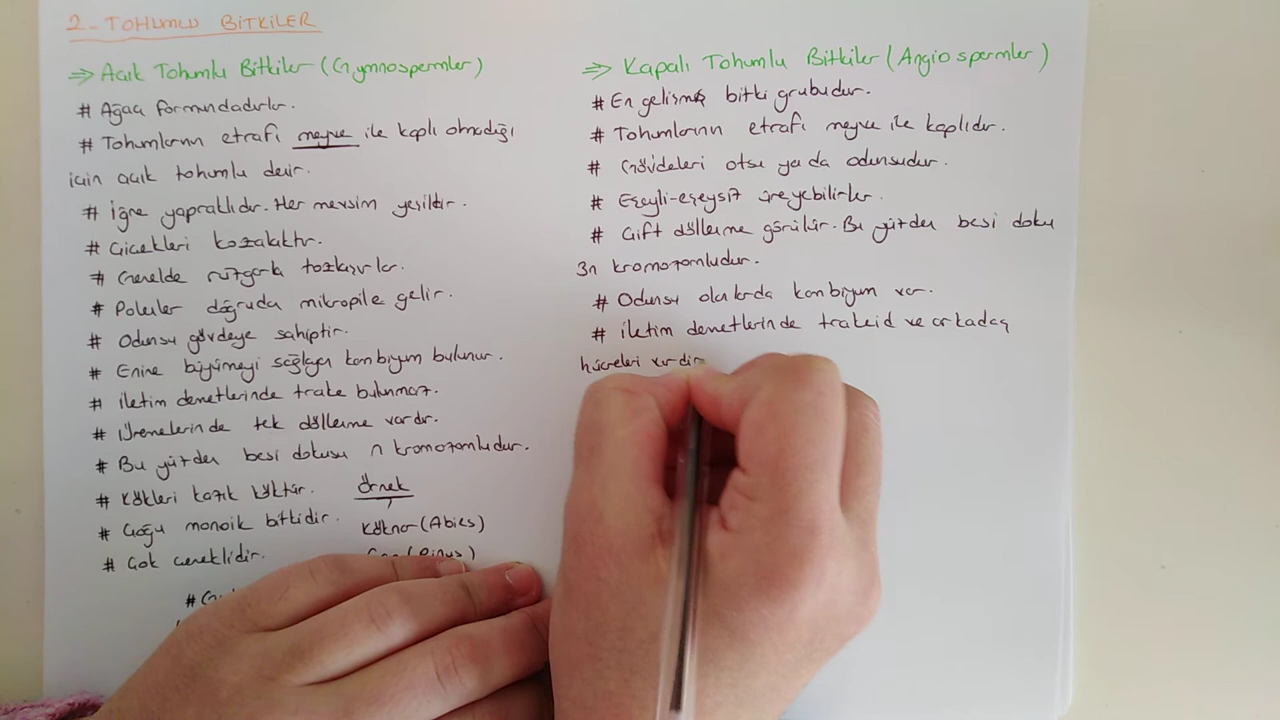 2-TOHUMLU BİTKİLER
⇒ Açık Tohumlu Bitkiler (Gymnospermler)
# Ağaç formundadırlar.
# Tohumlarının etrafı meyve ile kaplı olmadığı
için açık tohumlu denir.
# İğne yapraklıdır. Her mevsim yeşildir.
# Çiçekleri kozalaktır.
# Genelde rüzgarla tozlaşırlar.
# Polenler doğruda mikropile gelir.
# Odunsu gövdeye sahiptir.
# Enine büyümeyi sağlayan kambiyum bulunur.
# İletim demetlerinde trake bulunmaz.
# Üremelerinde tek döllenme vardır.
# Bu yüzden besi dokusu n kromozomludur.
# Kökleri kazık köktür.
# Çoğu monoik bitkidir.
# Çok çeneklidir.
Örnek
Köknar (Abies)
(Pinus)
⇒ Kapalı Tohumlu Bitkiler (Angiospermler)
# En gelişmiş bitki grubudur.
# Tohumlarının etrafı meyve ile kaplıdır.
# Gövdeleri otsu ya da odunsudur.
# Eşeyli-eşeysiz üreyebilirler.
# Çift döllenme görülür. Bu yüzden besi doku
3n kromozomludur.
# Odunsu olanlarda kambiyum var.
# İletim demetlerinde trakeid ve arkadaş
hücreleri vardır